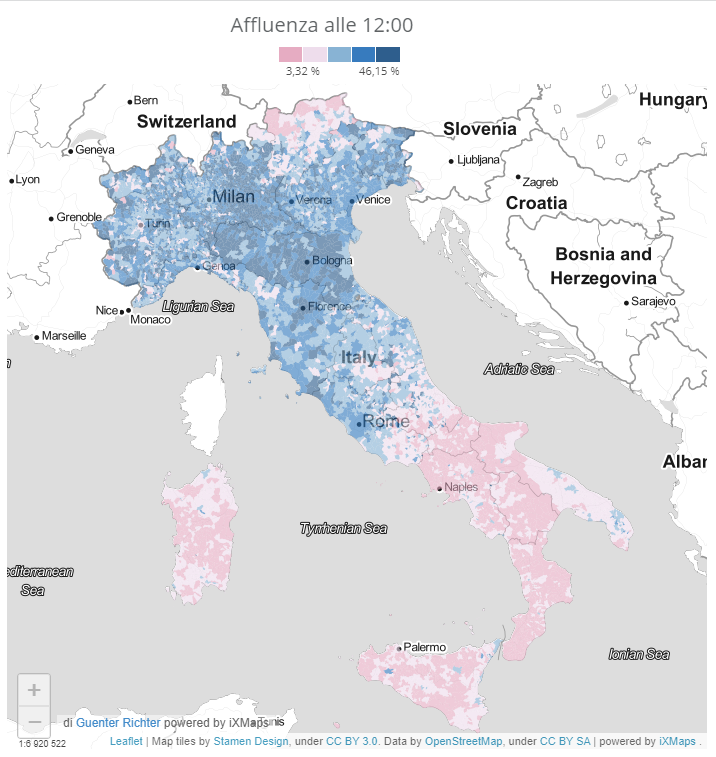 Affluenza alle 12:00
3,32 % 46,15 %
Bern
Hungary
Switzerland
Slovenia
Geneva
Ljubljana
Lyon
Zagreb
Milan
Verona
Venice
Croatia
Grenoble
Turin
Bosnia and
Herzegovina
Bologna
Genoa
Sarajevo
Nice
Ligurian Sea
Florence
Monaco
Marseille
Italy
Adriatic Sea
Rome
Alban
Naples
Tyrrhenian Sea
editerranean
Sea
Palermo
Ionian Sea
+
−
di Guenter Richter powered by iXMaps
Tunis
1:6 920 522
Leaflet | Map tiles by Stamen Design, under CC BY 3.0. Data by OpenStreetMap, under CC BY SA | powered by iXMaps .